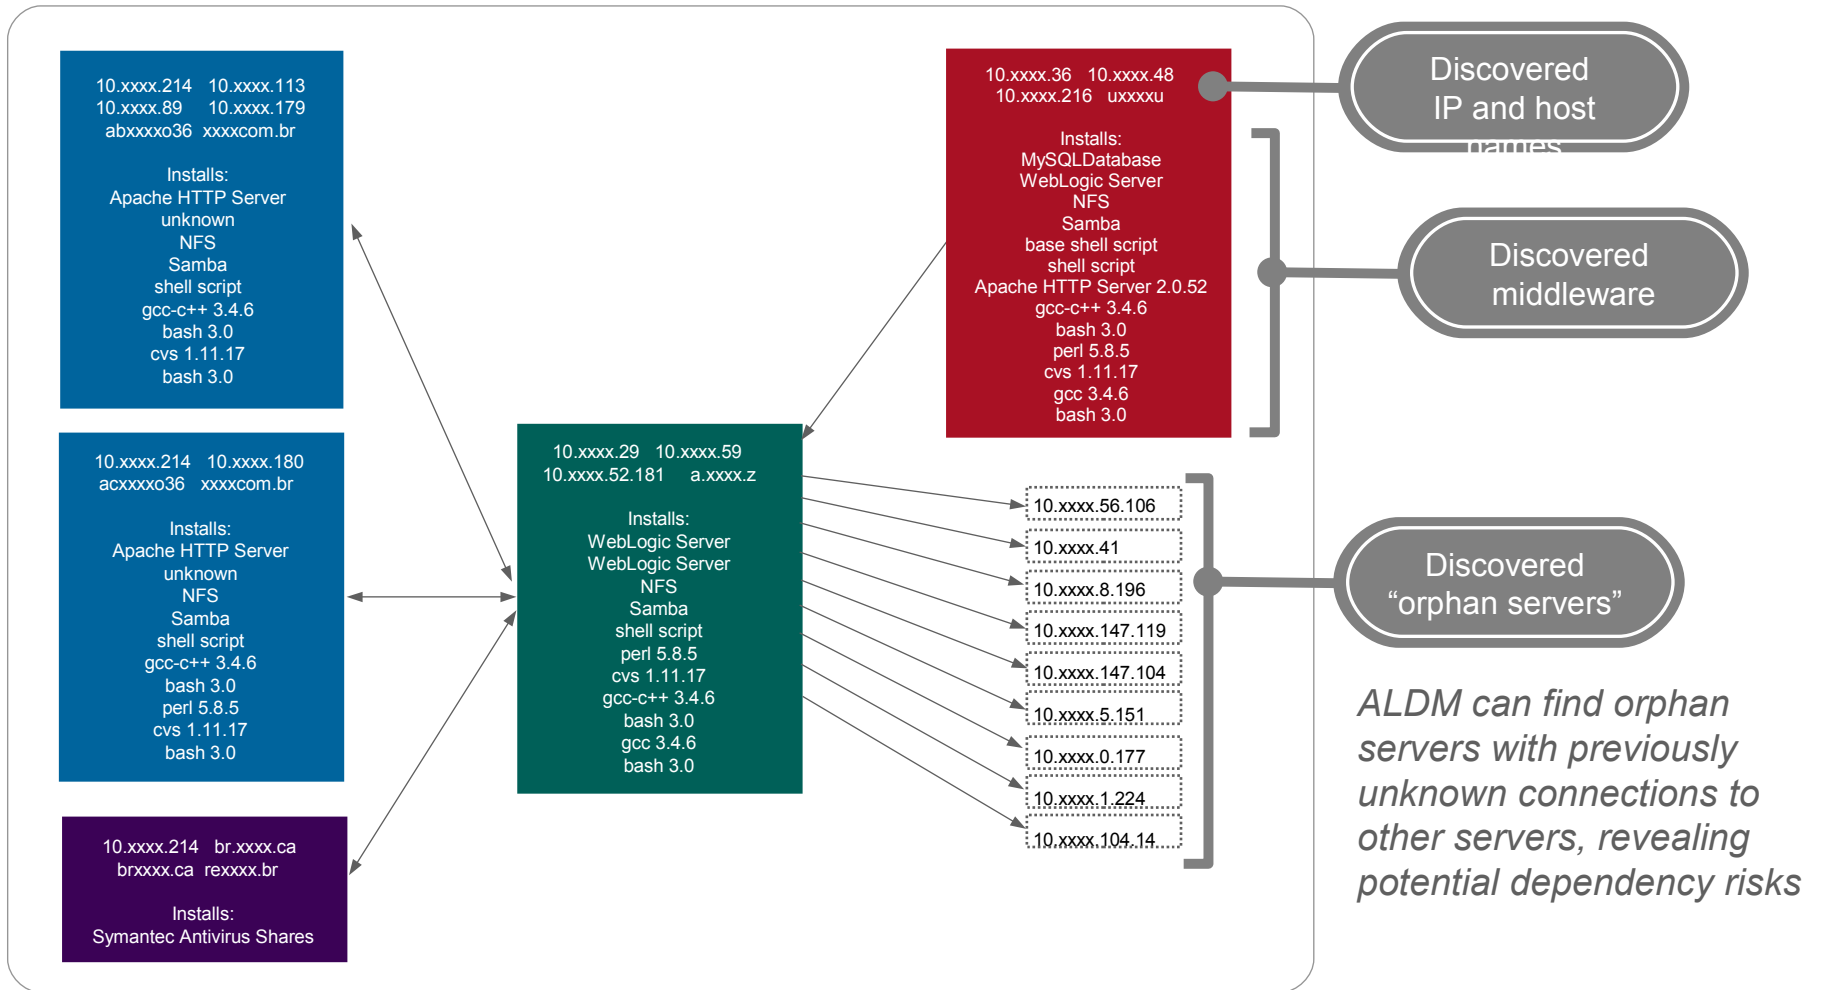 10.xxxx.214 10.xxxx.113
10.xxxx.89 10.xxxx.179
abxxxxo36 xxxxcom.br
Installs:
Apache HTTP Server
unknown
NFS
Samba
shell script
gcc-c++ 3.4.6
bash 3.0
cvs 1.11.17
bash 3.0
10.xxxx.214 10.xxxx.180
acxxxxo36 xxxxcom.br
Installs:
Apache HTTP Server
unknown
NFS
Samba
shell script
gcc-c++ 3.4.6
bash 3.0
perl 5.8.5
cvs 1.11.17
bash 3.0
10.xxxx.214 br.xxxx.ca
brxxxx.ca rexxxx.br
Installs:
Symantec Antivirus Shares
10.xxxx.29 10.xxxx.59
10.xxxx.52.181 a.xxxx.z
Installs:
WebLogic Server
WebLogic Server
NFS
Samba
shell script
perl 5.8.5
cvs 1.11.17
gcc-c++ 3.4.6
bash 3.0
gcc 3.4.6
bash 3.0
10.xxxx.36 10.xxxx.48
10.xxxx.216 uxxxxu
Installs:
MySQLDatabase
WebLogic Server
NFS
Samba
base shell script
shell script
Apache HTTP Server 2.0.52
gcc-c++ 3.4.6
bash 3.0
perl 5.8.5
cvs 1.11.17
gcc 3.4.6
bash 3.0
10.xxxx.56.106
10.xxxx.41
10.xxxx.8.196
10.xxxx.147.119
10.xxxx.147.104
10.xxxx.5.151
10.xxxx.0.177
10.xxxx.1.224
10.xxxx.104.14
Discovered
IP and host
names
Discovered
middleware
Discovered
“orphan servers”
ALDM can find orphan
servers with previously
unknown connections to
other servers, revealing
potential dependency risks